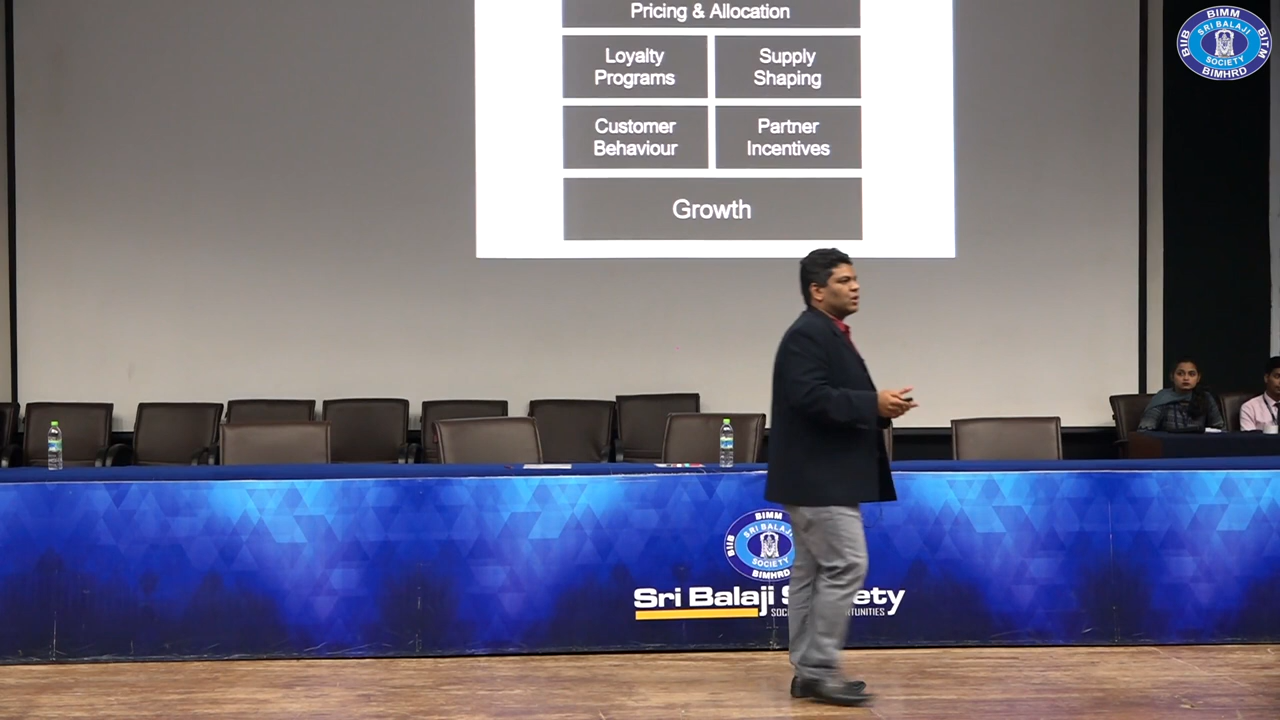 Pricing & Allocation
Loyalty
Programs
Supply
Shaping
Customer
Behaviour
Partner
Incentives
Growth
BIMM
BIIB
SRI BALAJI
BITM
SOCIETY
BIMHRD
BIMM
BIIB
SRI BALAJI
SOCIETY
BIMHRD
Sri Balaji